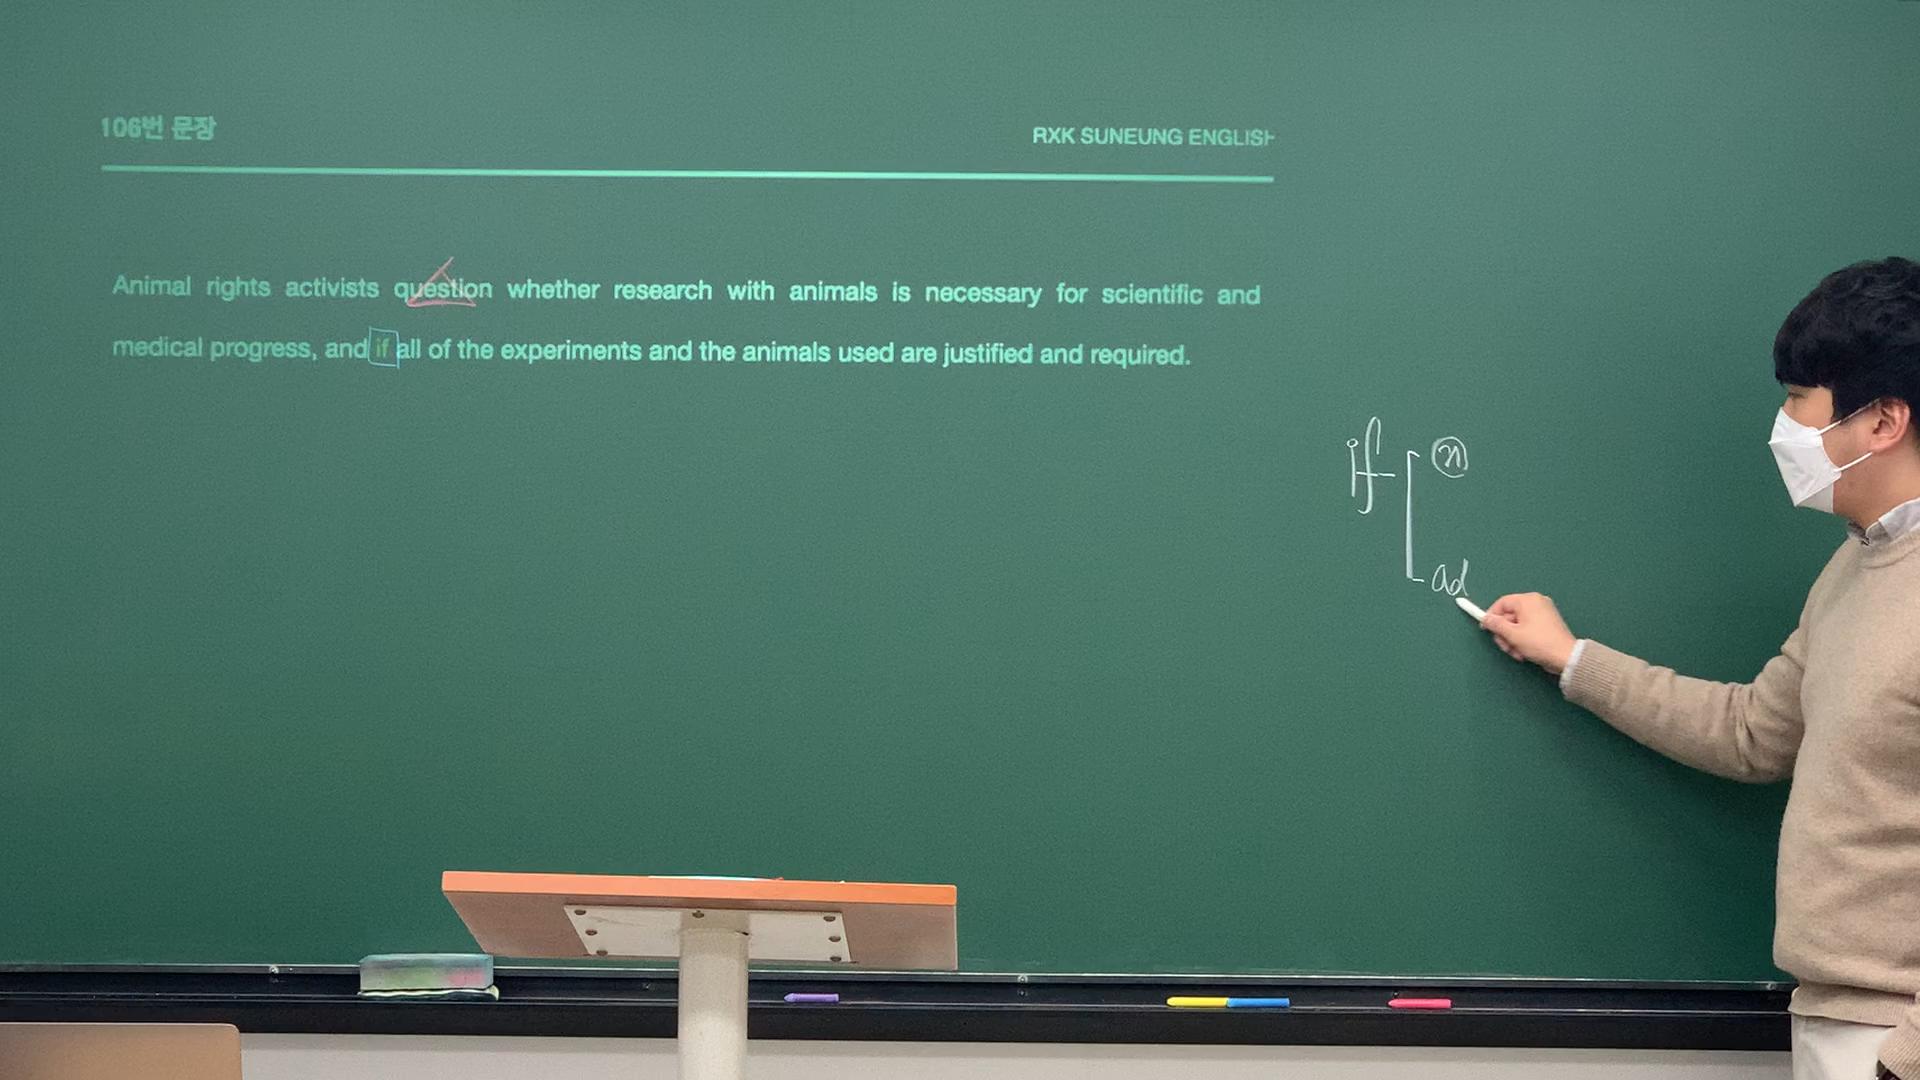 106번 문장
RXK SUNEUNG ENGLISH
Animal rights activists question whether research with animals is necessary for scientific and
medical progress, and if all of the experiments and the animals used are justified and required.
if
n
ad